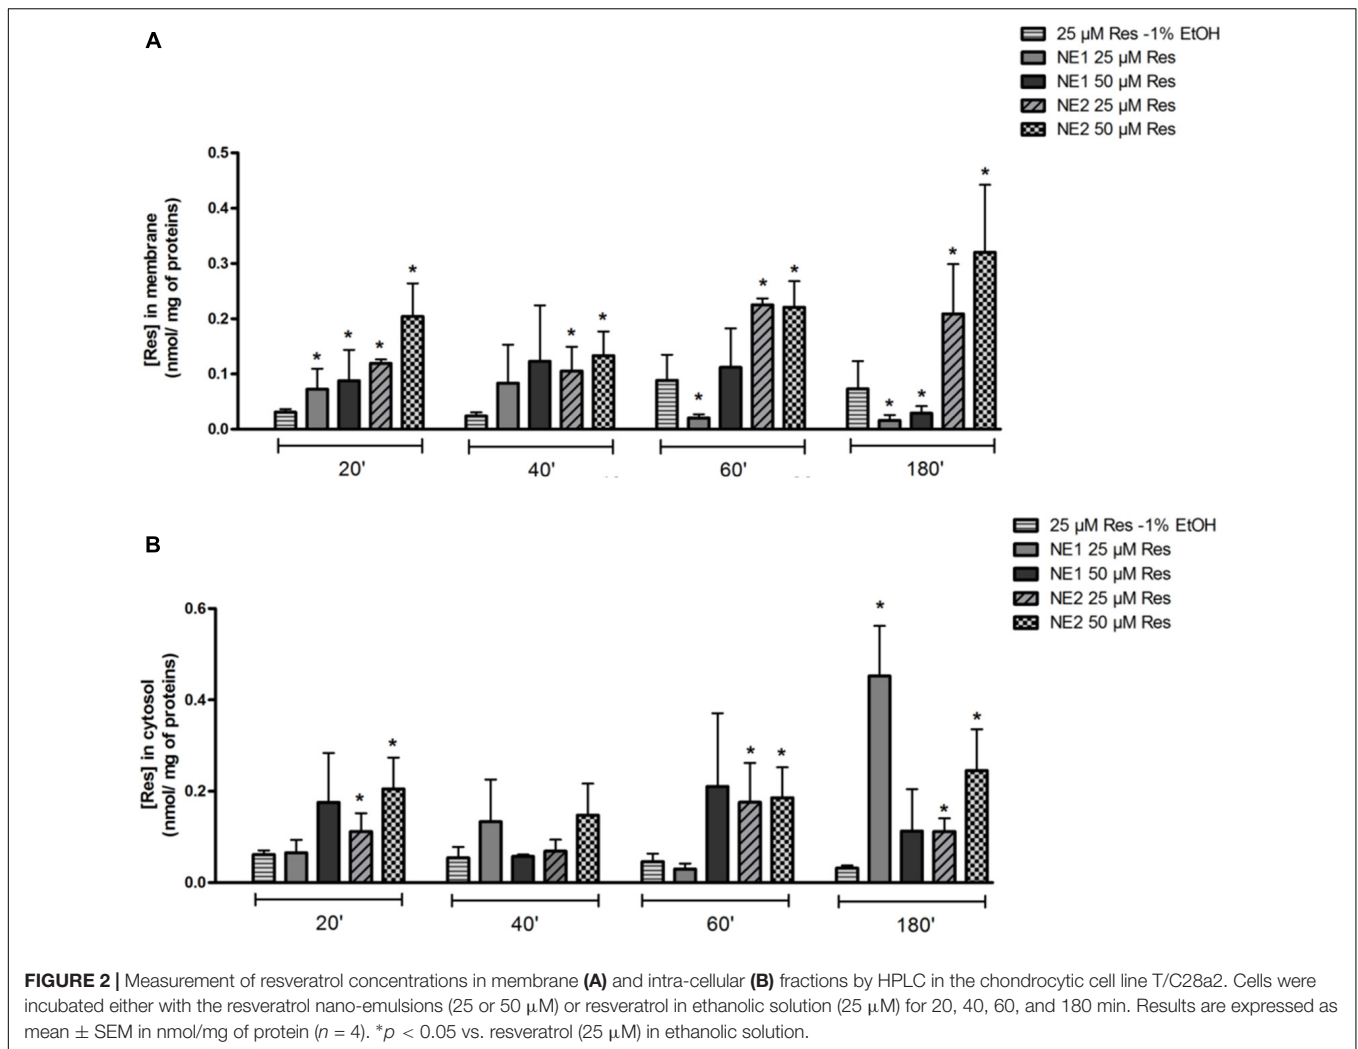 A
25 µM Res -1% EtOH
NE1 25 µM Res
NE1 50 µM Res
NE2 25 µM Res
NE2 50 µM Res
[Res] in membrane
(nmol/ mg of proteins)
0.5
0.4
0.3
0.2
0.1
0.0
* * * * *
* *
* * *
* * * *
20' 40' 60' 180'
B
25 µM Res -1% EtOH
NE1 25 µM Res
NE1 50 µM Res
NE2 25 µM Res
NE2 50 µM Res
[Res] in cytosol
(nmol/ mg of proteins)
0.6
0.4
0.2
0.0
* *
* *
* * *
20' 40' 60' 180'
FIGURE 2 | Measurement of resveratrol concentrations in membrane (A) and intra-cellular (B) fractions by HPLC in the chondrocytic cell line T/C28a2. Cells were
incubated either with the resveratrol nano-emulsions (25 or 50 µM) or resveratrol in ethanolic solution (25 µM) for 20, 40, 60, and 180 min. Results are expressed as
mean ± SEM in nmol/mg of protein (n = 4). *p < 0.05 vs. resveratrol (25 µM) in ethanolic solution.